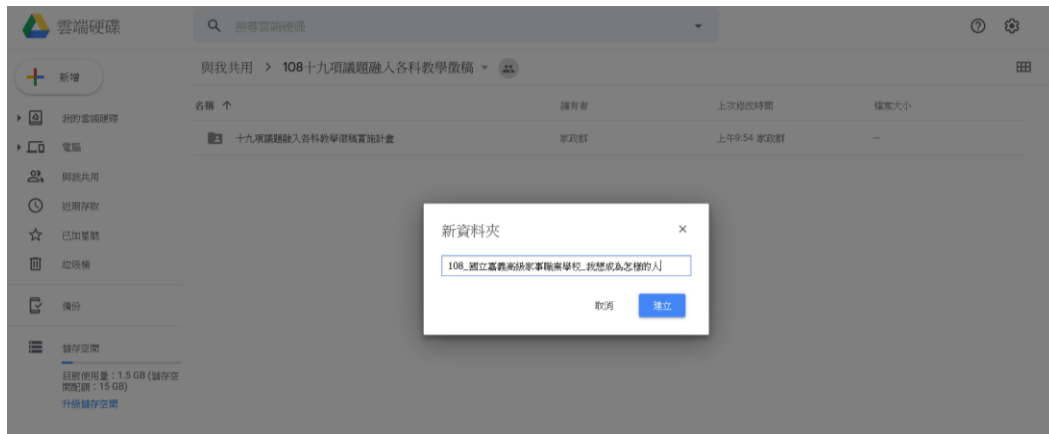 雲端硬碟
搜尋雲端硬碟
新增
與我共用 > 108十九項議題融入各科教學徵稿
名稱 ↑ 擁有者 上次修改時間 檔案大小
十九項議題融入各科教學徵稿實施計畫 家政群 上午9:54 家政群 –
我的雲端硬碟
電腦
與我共用
近期存取
已加星號
垃圾桶
備份
儲存空間
目前使用量：1.5 GB (儲存空
間配額：15 GB)
升級儲存空間
新資料夾 ×
108_國立嘉義高級家事職業學校_我想成為怎樣的人
取消 建立